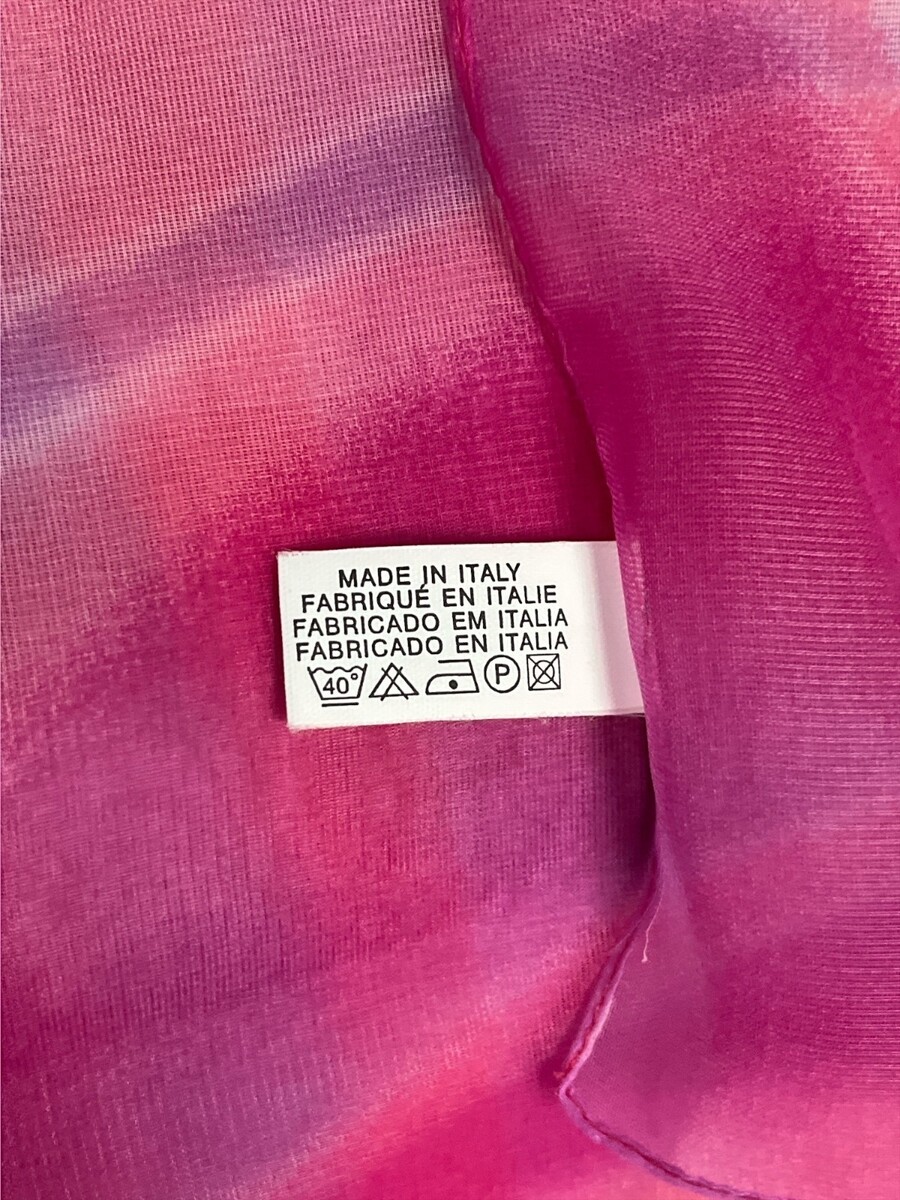 MADE IN ITALY
FABRIQUÉ EN ITALIE
FABRICADO EM ITALIA
FABRICADO EN ITALIA
40° P